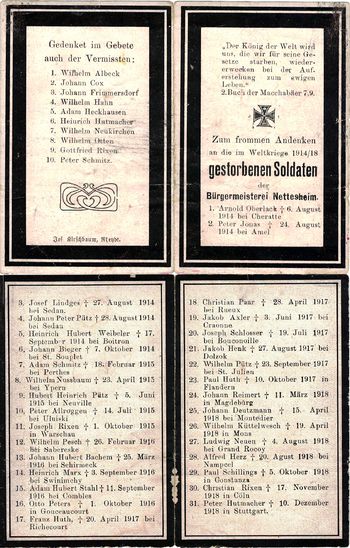 Gedenket im Gebete
auch der Vermissten:
1. Wilhelm Albeck
2. Johann Cox
3. Johann Frimmersdorf
4. Wilhelm Hahn
5. Adam Heckhausen
6. Heinrich Hutmacher
7. Wilhelm Neukirchen
8. Wilhelm Otten
9. Gottfried Rixen
10. Peter Schmitz.
Jos. Kirschbaum, Rheydt.
„Der König der Welt wird
uns, die wir für seine Ge-
setze starben, wieder-
erwecken bei der Auf-
erstehung zum ewigen
Leben."
2. Buch der Macchabäer 7,9.
Zum frommen Andenken
an die im Weltkriege 1914/18
gestorbenen Soldaten
der
Bürgermeisterei Nettesheim.
1. Arnold Oberlack † 6. August
1914 bei Cheratte
2. Peter Jonas † 24. August
1914 bei Amel
3. Josef Lindges † 27. August 1914
bei Sedan.
4. Johann Peter Pütz † 28. August 1914
bei Sedan
5. Heinrich Hubert Weibeler † 17.
September 1914 bei Boitron
6. Johann Bieger † 7. Oktober 1914
bei St. Souplet
7. Adam Schmitz † 18. Februar 1915
bei Perthes
8. Wilhelm Nussbaum † 23. April 1915
bei Ypern
9. Hubert Heinrich Pütz † 5. Juni
1915 bei Neuville
10. Peter Allroggen † 14. Juli 1915
bei Uhniski
11. Joseph Rixen † 1. Oktober 1915
in Warschau
12. Wilhelm Pesch † 26. Februar 1916
bei Sabereske
13. Johann Hubert Bachem † 25. März
1916 bei Schirmeck
14. Heinrich Marx † 3. September 1916
bei Swinimchy
15. Adam Hubert Stahl † 11. September
1916 bei Combles
16. Otto Peters † 1. Oktober 1916
in Gonceaucourt
17. Franz Huth † 20. April 1917 bei
Richecourt
18. Christian Paar † 28. April 1917
bei Rueux
19. Jakob Axler † 3. Juni 1917 bei
Craonne
20. Joseph Schlosser † 19. Juli 1917
bei Bouconville
21. Jakob Henk † 27. August 1917 bei
Dolzok
22. Wilhelm Pütz † 23. September 1917
bei St. Julien
23. Paul Huth † 10. Oktober 1917 in
Flandern
24. Johann Reimert † 11. März 1918
in Magdeburg
25. Johann Deutzmann † 15. April
1918 bei Montdidier
26. Wilhelm Küttelwesch † 19. April
1918 in Mons
27. Ludwig Neuen † 4. August 1918
bei Grand Rocoy
28. Alfred Herz † 20. August 1918 bei
Nampcel
29. Paul Schillings † 5. Oktober 1918
in Constanza
30. Christian Rixen † 17. November
1918 in Cöln
31. Peter Hutmacher † 10. Dezember
1918 in Stuttgart.